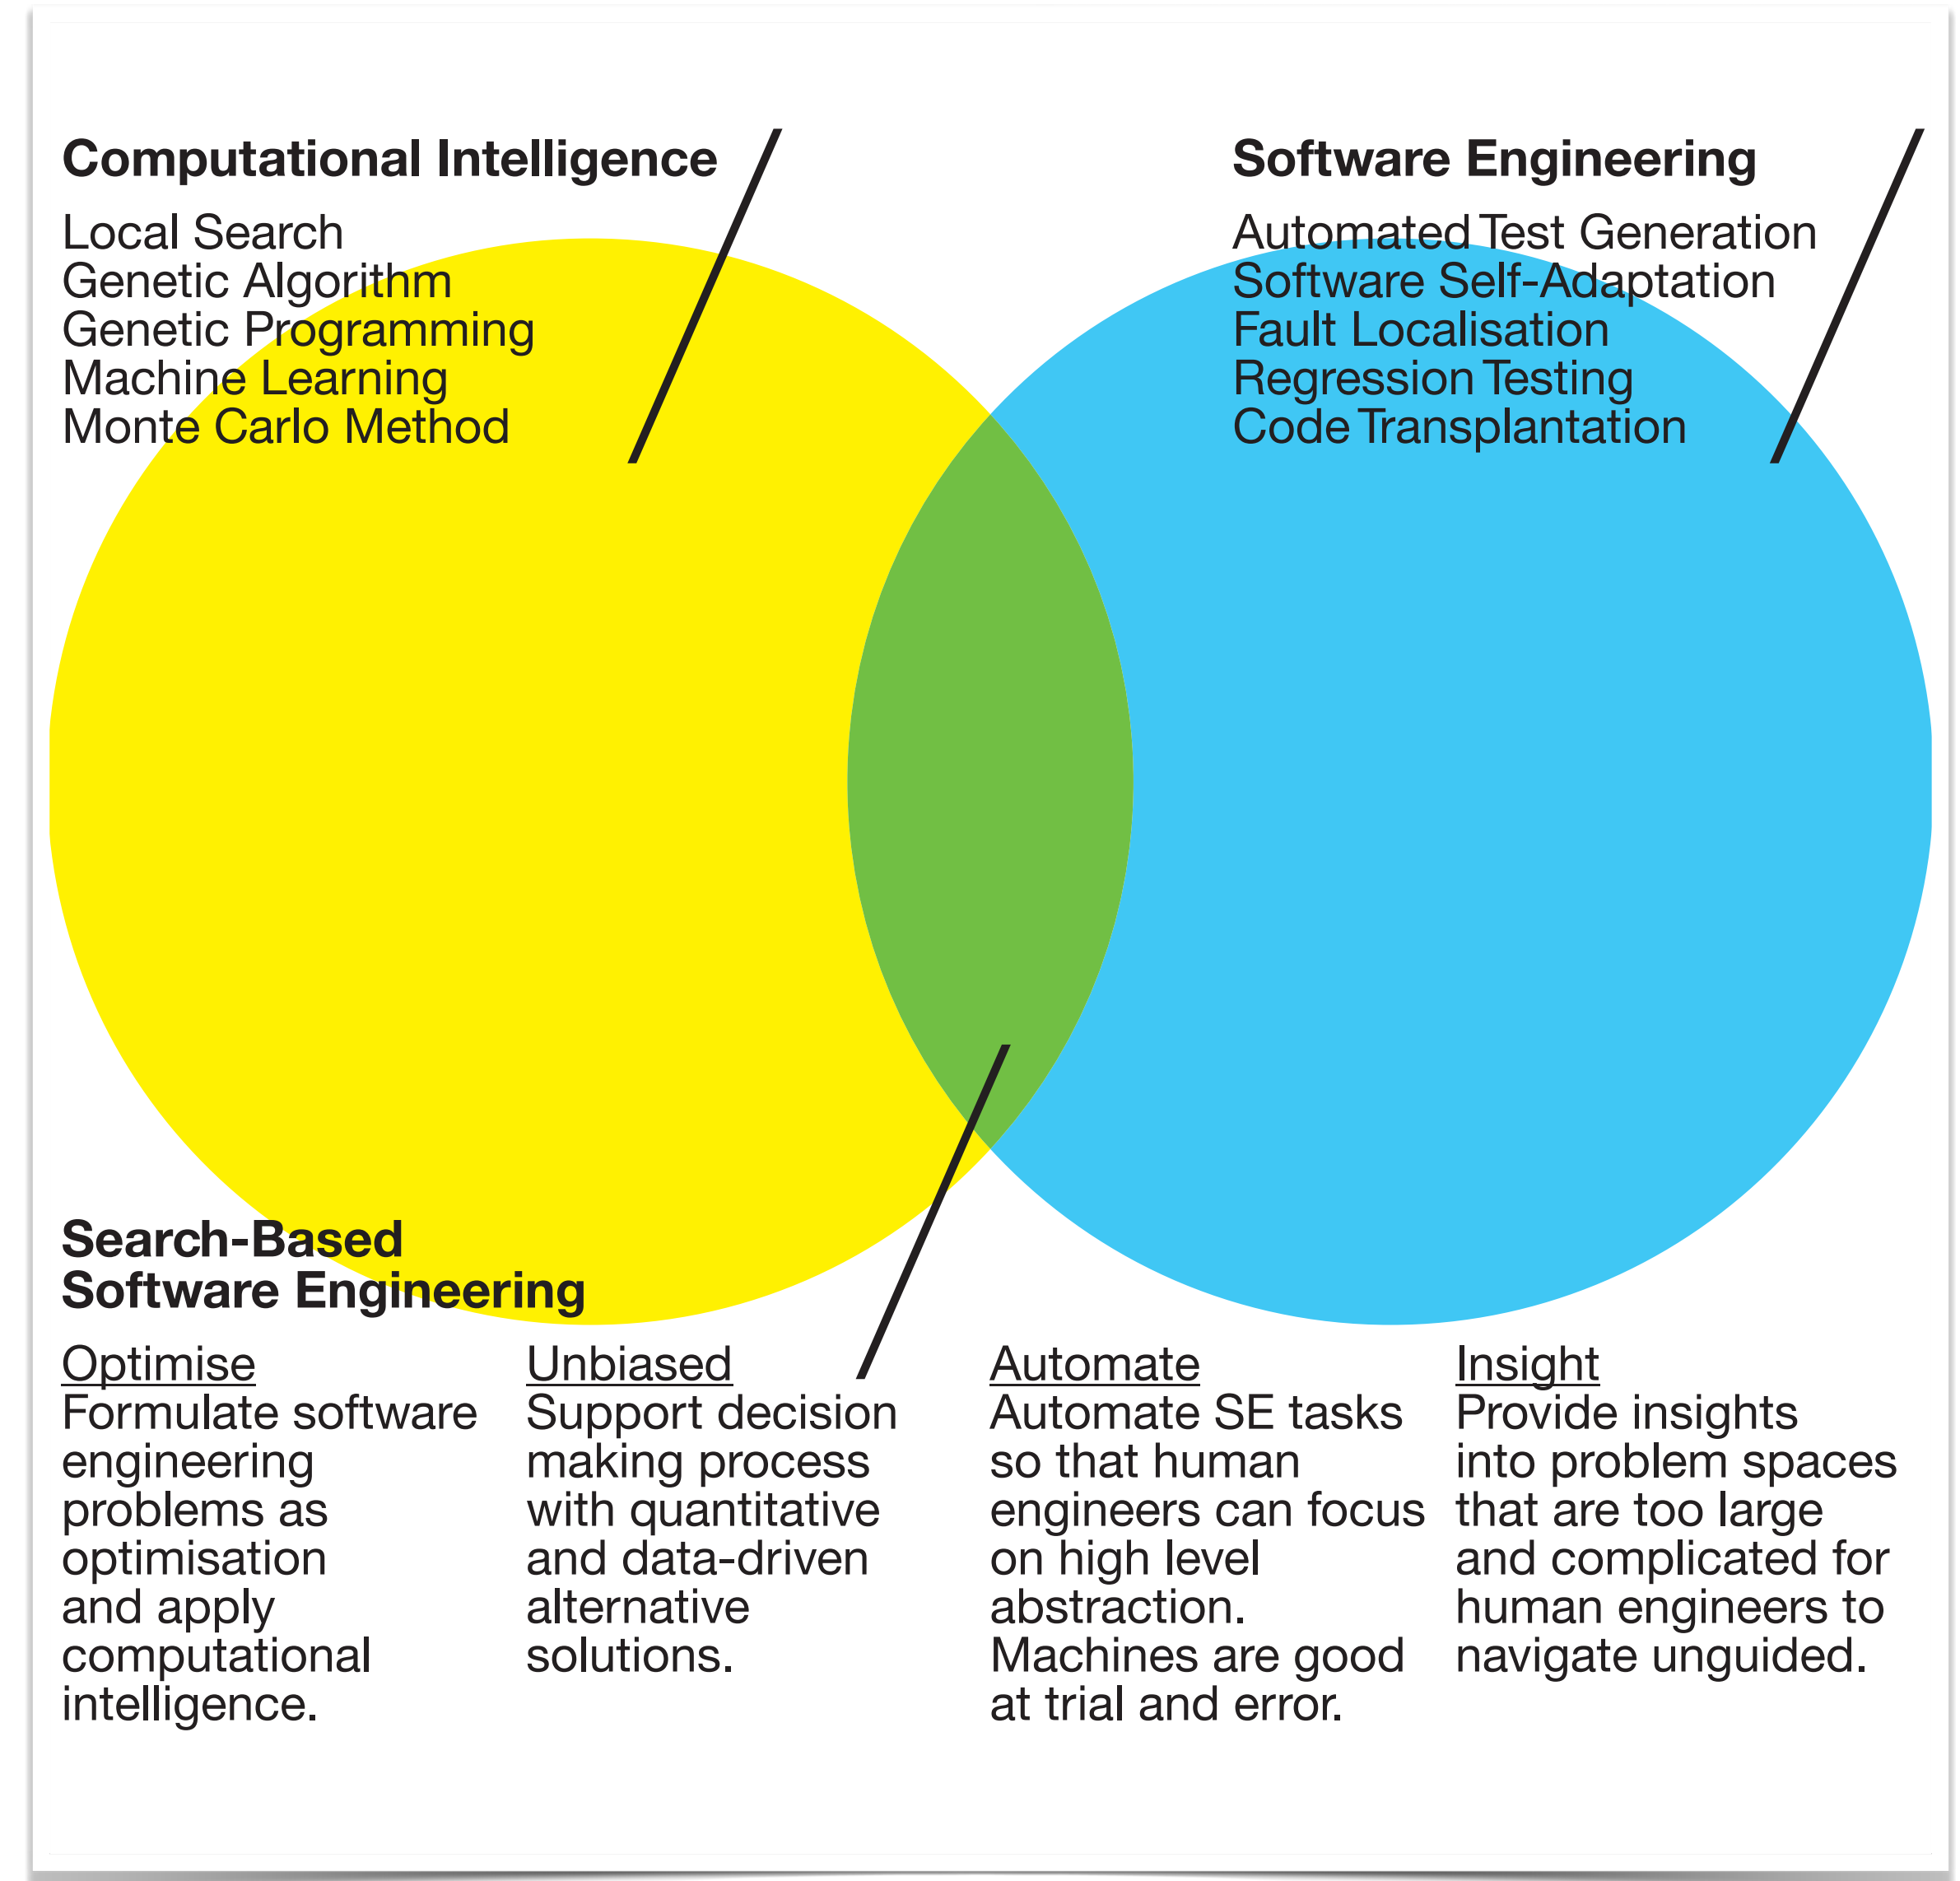 Computational Intelligence
Local Search
Genetic Algorithm
Genetic Programming
Machine Learning
Monte Carlo Method
Software Engineering
Automated Test Generation
Software Self-Adaptation
Fault Localisation
Regression Testing
Code Transplantation
Search-Based
Software Engineering
Optimise
Formulate software
engineering
problems as
optimisation
and apply
computational
intelligence.
Unbiased
Support decision
making process
with quantitative
and data-driven
alternative
solutions.
Automate
Automate SE tasks
so that human
engineers can focus
on high level
abstraction.
Machines are good
at trial and error.
Insight
Provide insights
into problem spaces
that are too large
and complicated for
human engineers to
navigate unguided.